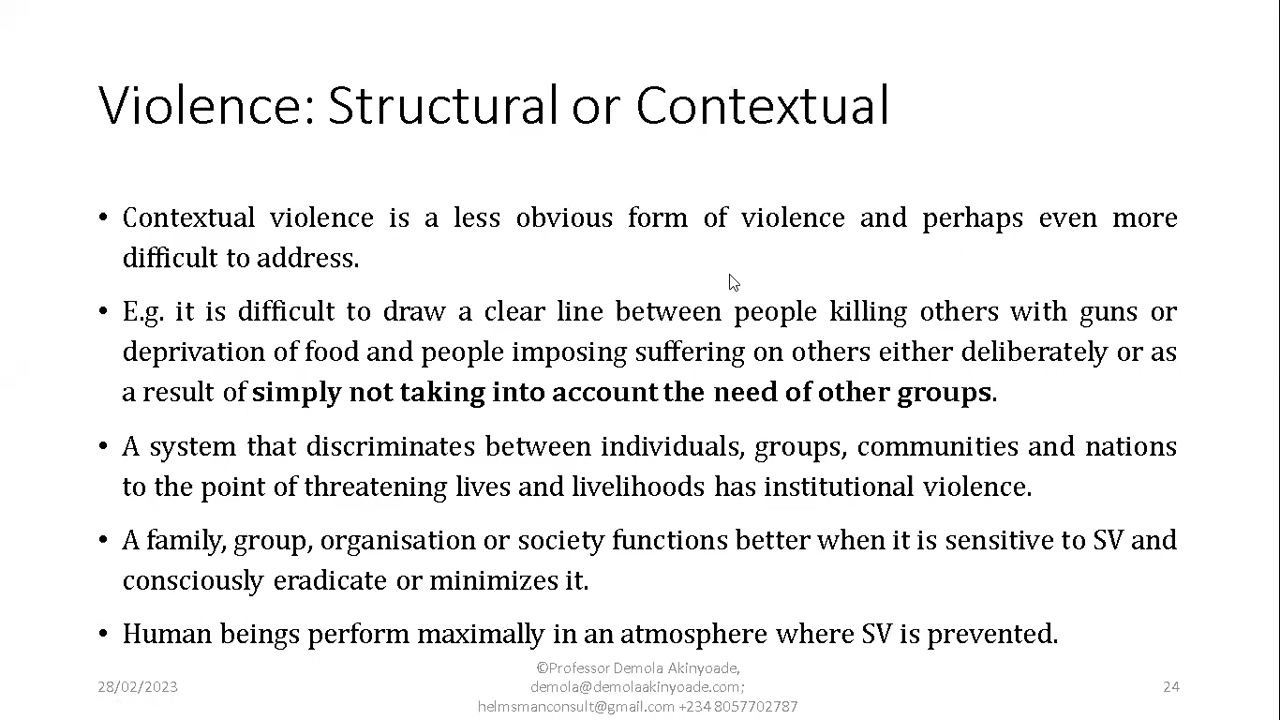 Violence: Structural or Contextual
• Contextual violence is a less obvious form of violence and perhaps even more
difficult to address.
• E.g. it is difficult to draw a clear line between people killing others with guns or
deprivation of food and people imposing suffering on others either deliberately or as
a result of simply not taking into account the need of other groups.
• A system that discriminates between individuals, groups, communities and nations
to the point of threatening lives and livelihoods has institutional violence.
• A family, group, organisation or society functions better when it is sensitive to SV and
consciously eradicate or minimizes it.
• Human beings perform maximally in an atmosphere where SV is prevented.
28/02/2023
©Professor Demola Akinyoade,
demola@demolaakinyoade.com;
helmsmanconsult@gmail.com +234 8057702787
24